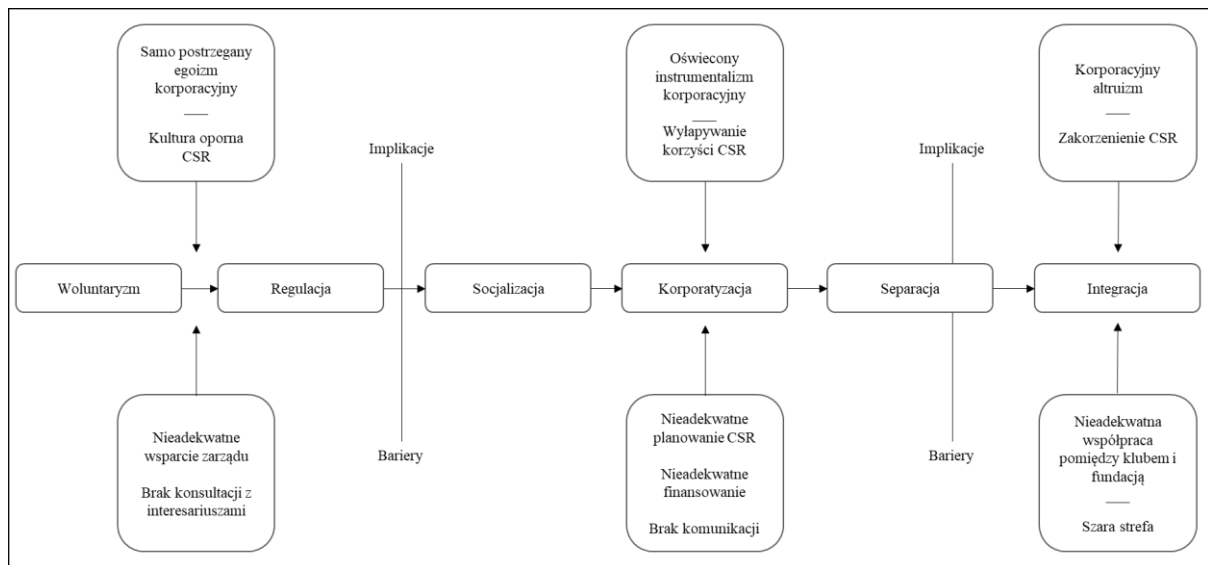 Samo postrzegany
egoizm
korporacyjny
Kultura oporna
CSR
Oświecony
instrumentalizm
korporacyjny
Wyłapywanie
korzyści CSR
Korporacyjny
altruizm
Zakorzenienie CSR
Implikacje
Implikacje
Woluntaryzm
Regulacja
Socjalizacja
Korporatyzacja
Separacja
Integracja
Nieadekwatne
wsparcie zarządu
Brak konsultacji z
interesariuszami
Bariery
Nieadekwatne
planowanie CSR
Nieadekwatne
finansowanie
Brak komunikacji
Bariery
Nieadekwatna
współpraca
pomiędzy klubem i
fundacją
Szara strefa